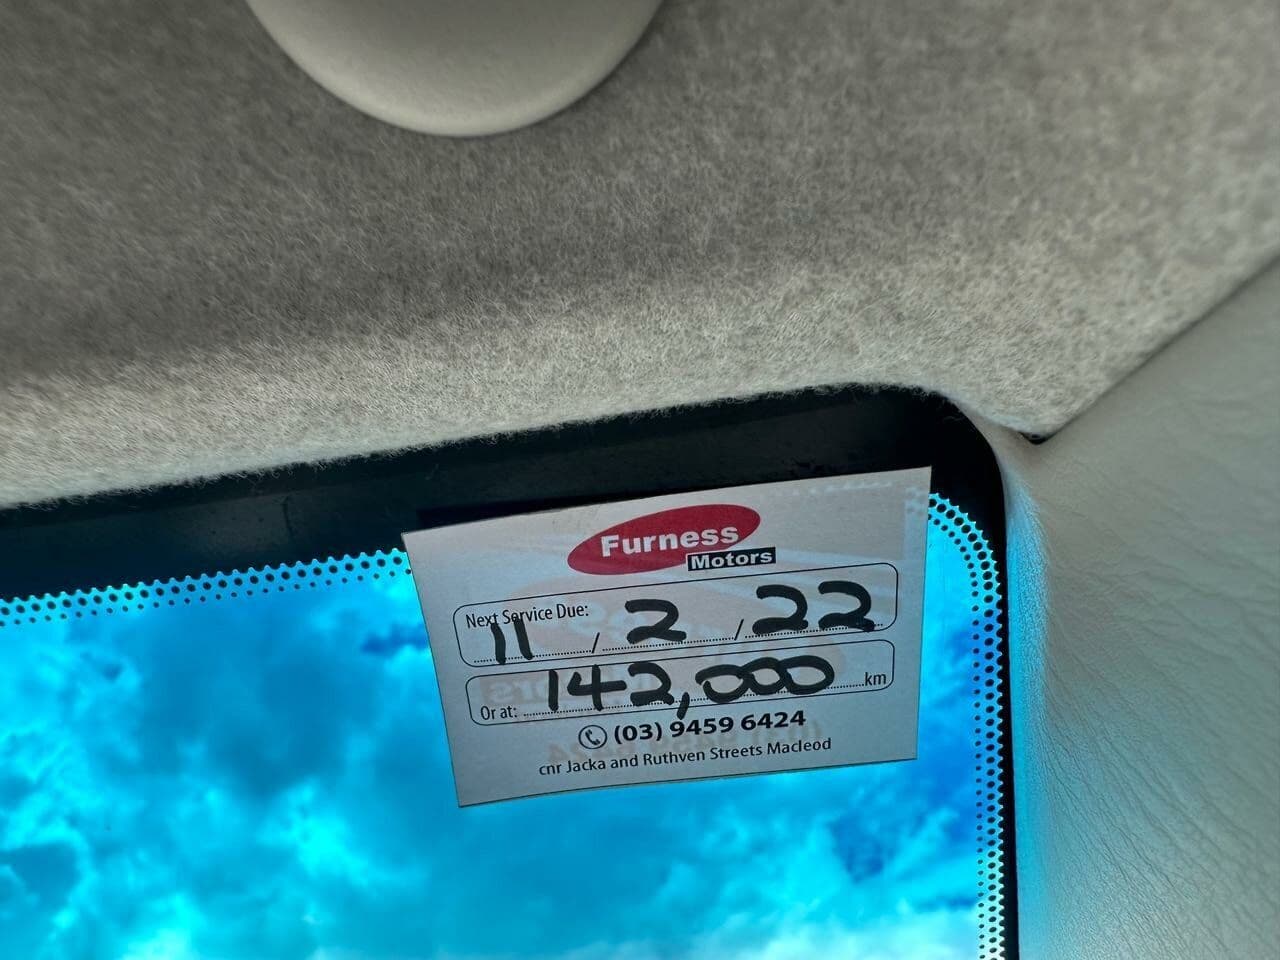 Furness
Motors
Next Service Due:
11 / 2 / 22
Or at: 142,000 km
(03) 9459 6424
cnr Jacka and Ruthven Streets Macleod